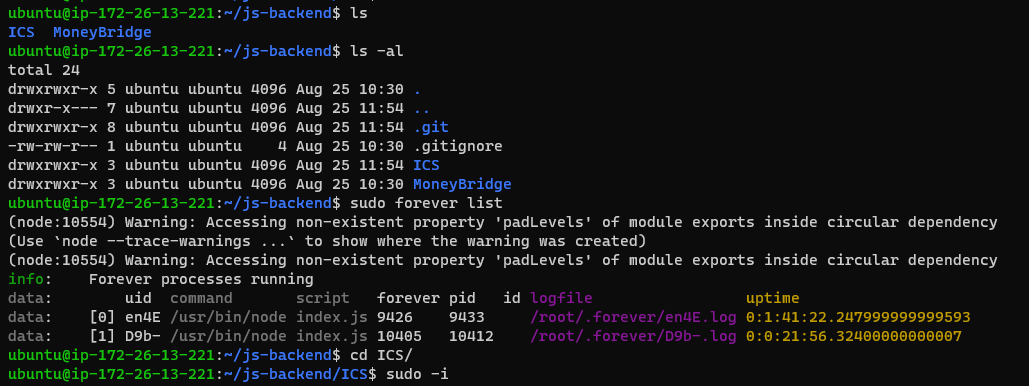 ubuntu@ip-172-26-13-221:~/js-backend$ ls
ICS  MoneyBridge
ubuntu@ip-172-26-13-221:~/js-backend$ ls -al
total 24
drwxrwxr-x 5 ubuntu ubuntu 4096 Aug 25 10:30 .
drwxr-x--- 7 ubuntu ubuntu 4096 Aug 25 11:54 ..
drwxrwxr-x 8 ubuntu ubuntu 4096 Aug 25 11:54 .git
-rw-rw-r-- 1 ubuntu ubuntu    4 Aug 25 10:30 .gitignore
drwxrwxr-x 3 ubuntu ubuntu 4096 Aug 25 11:54 ICS
drwxrwxr-x 3 ubuntu ubuntu 4096 Aug 25 10:30 MoneyBridge
ubuntu@ip-172-26-13-221:~/js-backend$ sudo forever list
(node:10554) Warning: Accessing non-existent property 'padLevels' of module exports inside circular dependency
(Use `node --trace-warnings ...` to show where the warning was created)
(node:10554) Warning: Accessing non-existent property 'padLevels' of module exports inside circular dependency
info:    Forever processes running
data:        uid  command       script   forever pid   id logfile                 uptime
data:    [0] en4E /usr/bin/node index.js 9426    9433     /root/.forever/en4E.log 0:1:41:22.247999999999593
data:    [1] D9b- /usr/bin/node index.js 10405   10412    /root/.forever/D9b-.log 0:0:21:56.32400000000007
ubuntu@ip-172-26-13-221:~/js-backend$ cd ICS/
ubuntu@ip-172-26-13-221:~/js-backend/ICS$ sudo -i